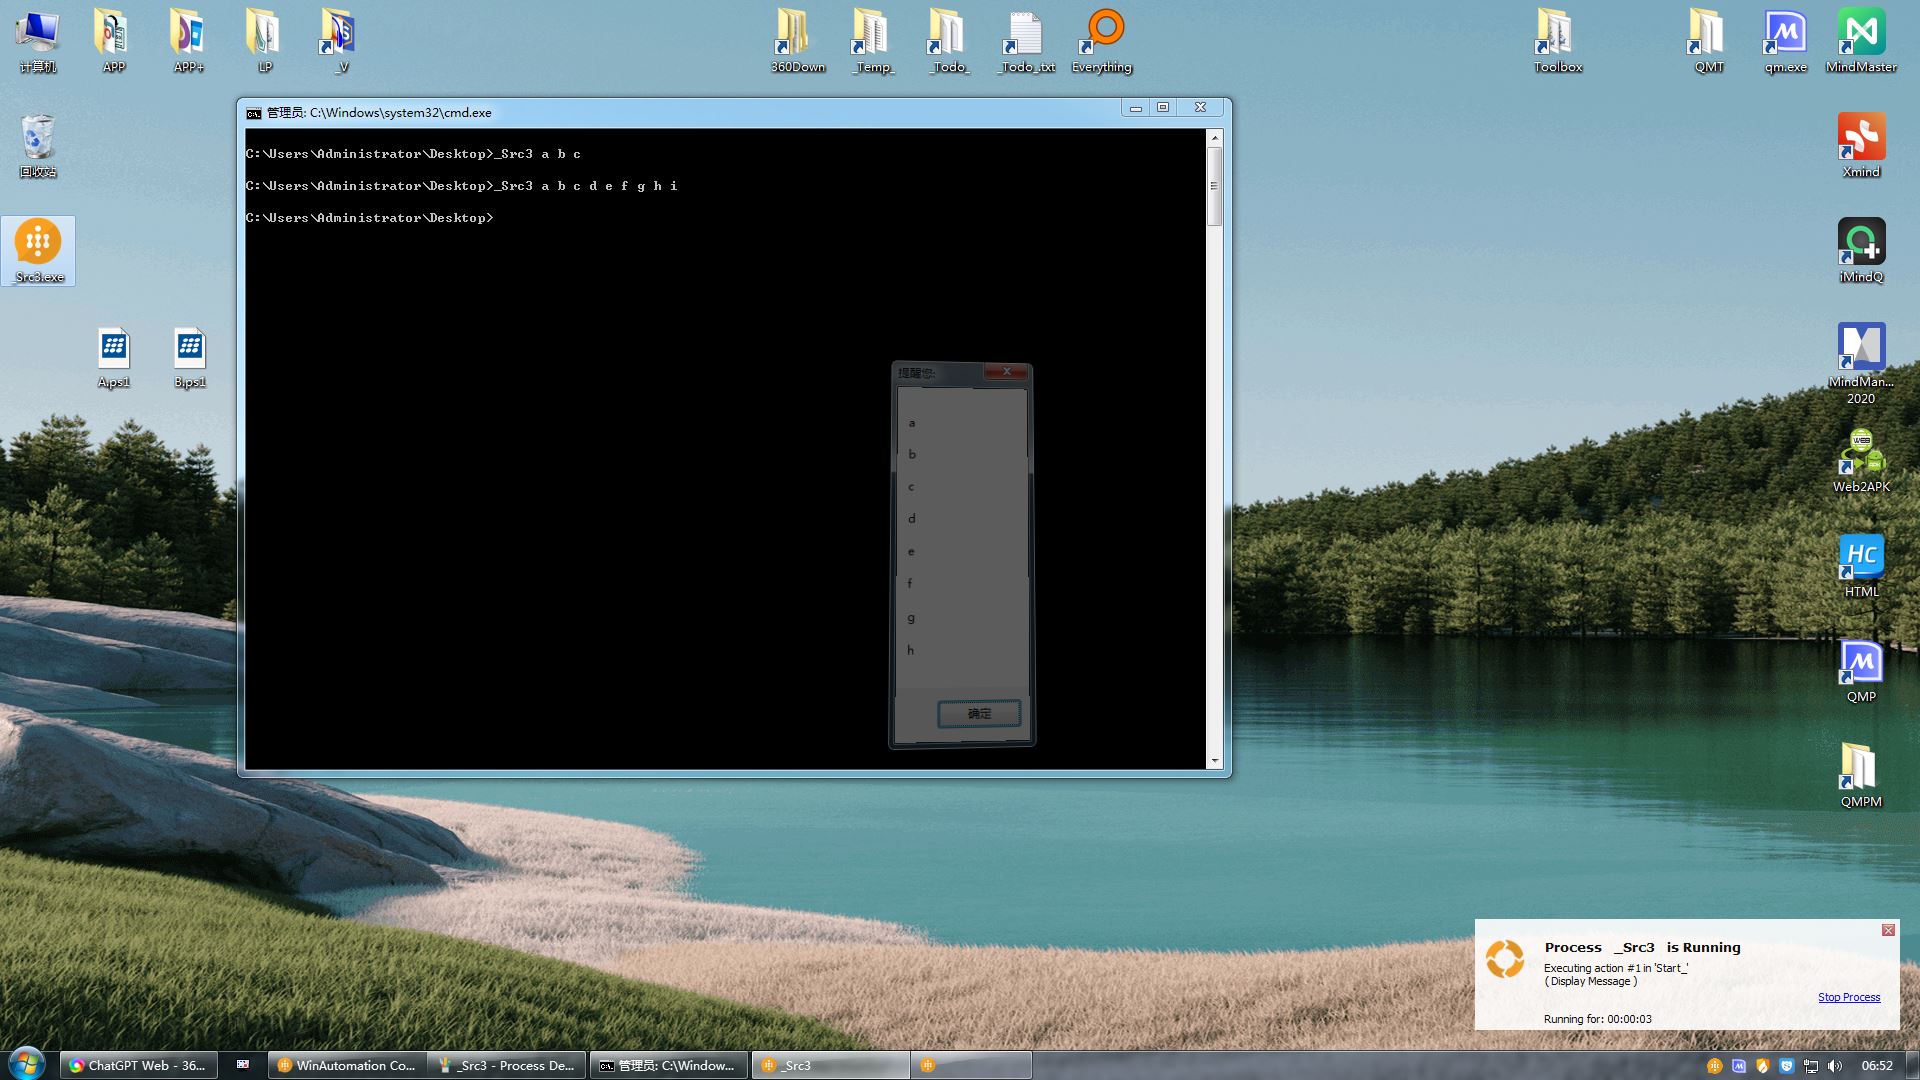 计算机
APP
APP+
LP
_V
360Down
_Temp_
_Todo_
_Todo_.txt
Everything
Toolbox
QMT
qm.exe
MindMaster
回收站
_Src3.exe
A.ps1
B.ps1
管理员: C:\Windows\system32\cmd.exe
C:\Users\Administrator\Desktop>_Src3 a b c
C:\Users\Administrator\Desktop>_Src3 a b c d e f g h i
C:\Users\Administrator\Desktop>
提醒您:
a
b
c
d
e
f
g
h
确定
Xmind
iMindQ
MindMan...
2020
WEB
Web2APK
HC
HTML
QMP
QMPM
Process _Src3 is Running
Executing action #1 in 'Start_'
( Display Message )
Stop Process
Running for: 00:00:03
ChatGPT Web - 36...
WinAutomation Co...
_Src3 - Process De...
管理员: C:\Window...
_Src3
06:52